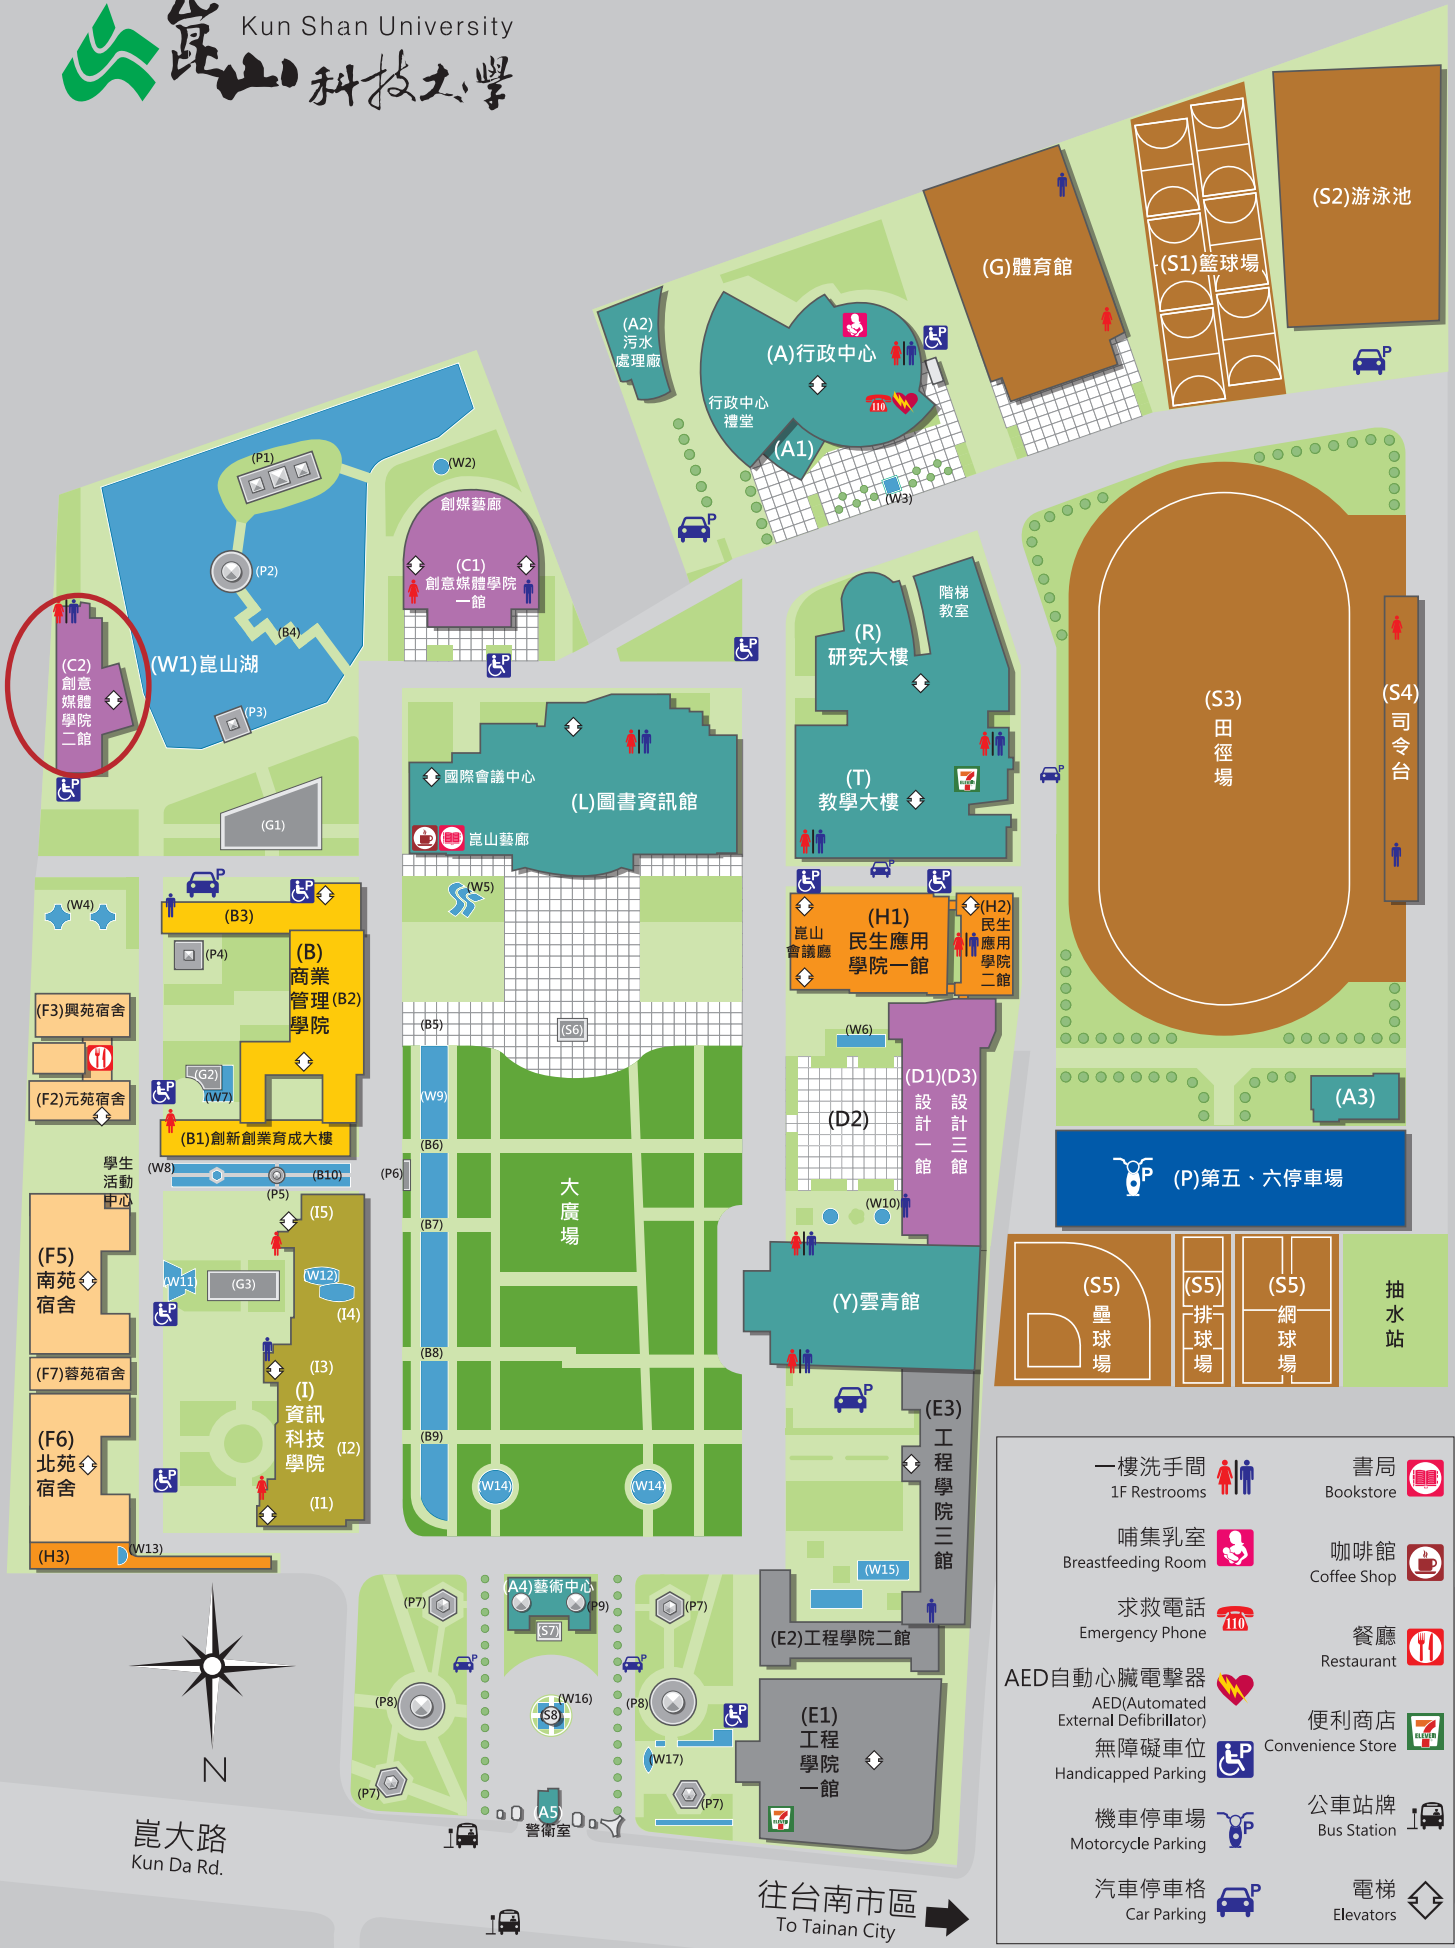 Kun Shan University
崑山科技大學
(S2)游泳池
(S1)籃球場
(G)體育館
(A2)
污水
處理廠
(A)行政中心
行政中心
禮堂
(A1)
110
P
P
P
(W3)
(P1)
(W2)
創媒藝廊
(C1)
創意媒體學院
一館
(P2)
(B4)
(W1)崑山湖
(P3)
(C2)
創意
媒體
學院
二館
P
P
P
(G1)
階梯
教室
(R)
研究大樓
(T)
教學大樓
7 ELEVEN
國際會議中心
(L)圖書資訊館
崑山藝廊
(S3)
田
徑
場
(S4)
司
令
台
P
P
P
P
(W5)
(W4)
(B3)
P
P
(P4)
(B)
商業
管理
學院
(B2)
(H1)
民生應用
學院一館
崑山
會議廳
(H2)
民生
應用
學院
二館
(F3)興苑宿舍
(F2)元苑宿舍
(G2)
(W7)
P
(B1)創新創業育成大樓
(B5)
(S6)
(W6)
(W9)
(D1)
設
計
一
館
(D3)
設
計
三
館
(D2)
(A3)
(B6)
學生
活動
中心
(W8)
(B10)
(P5)
(P6)
P
(P)第五、六停車場
大
廣
場
(W10)
(I5)
(B7)
(F5)
南苑
宿舍
(W11)
(G3)
(W12)
(I4)
P
(Y)雲青館
(S5)
壘
球
場
(S5)
排
球
場
(S5)
網
球
場
抽
水
站
(B8)
(F7)蓉苑宿舍
(I3)
(I)
資訊
科技
學院
(I2)
(I1)
P
P
(E3)
工
程
學
院
三
館
(F6)
北苑
宿舍
(B9)
(W14)
(W14)
(H3)
(W13)
(W15)
(A4)藝術中心
(P9)
(S7)
(P7)
(P7)
(E2)工程學院二館
P
P
(P8)
(W16)
(S8)
(P8)
P
(E1)
工程
學院
一館
(W17)
(P7)
(P7)
(A5)
警衛室
7 ELEVEN
N
崑大路
Kun Da Rd.
往台南市區
To Tainan City
一樓洗手間
1F Restrooms
書局
Bookstore
哺集乳室
Breastfeeding Room
咖啡館
Coffee Shop
求救電話
Emergency Phone
110
餐廳
Restaurant
AED自動心臟電擊器
AED(Automated
External Defibrillator)
便利商店
Convenience Store
7 ELEVEN
無障礙車位
Handicapped Parking
P
公車站牌
Bus Station
機車停車場
Motorcycle Parking
P
電梯
Elevators
汽車停車格
Car Parking
P